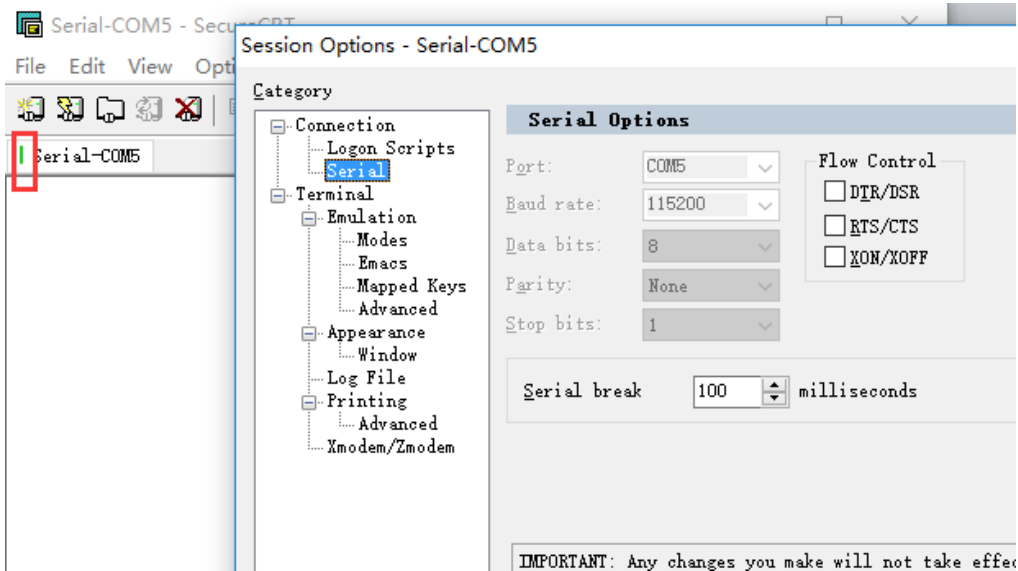 Serial-COM5 - SecureCRT
File Edit View Opti
Serial-COM5
Session Options - Serial-COM5
Category
Connection
Logon Scripts
Serial
Terminal
Emulation
Modes
Emacs
Mapped Keys
Advanced
Appearance
Window
Log File
Printing
Advanced
Xmodem/Zmodem
Serial Options
Port: COM5
Baud rate: 115200
Data bits: 8
Parity: None
Stop bits: 1
Flow Control
DTR/DSR
RTS/CTS
XON/XOFF
Serial break 100 milliseconds
IMPORTANT: Any changes you make will not take effec